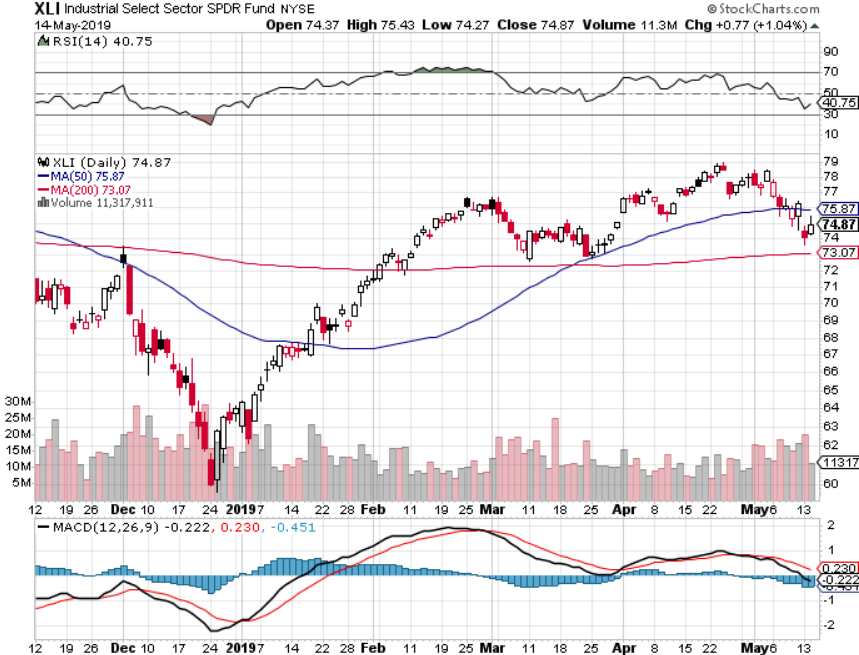 XLI Industrial Select Sector SPDR Fund NYSE
© StockCharts.com
14-May-2019
Open 74.37 High 75.43 Low 74.27 Close 74.87 Volume 11.3M Chg +0.77 (+1.04%)
RSI(14) 40.75
90
70
50
40.75
30
10
XLI (Daily) 74.87
MA(50) 75.87
MA(200) 73.07
Volume 11,317,911
79
78
77
75.87
74.87
74
73.07
72
71
70
69
68
67
66
65
64
63
62
60
30M
25M
20M
15M
10M
5M
11317
12 19 26 Dec 10 17 24 2019 7 14 22 28 Feb 11 19 25 Mar 11 18 25 Apr 8 15 22 May 6 13
MACD(12,26,9) -0.222, 0.230, -0.451
2
1
0.230
-0.222
-1
-2
12 19 26 Dec 10 17 24 2019 7 14 22 28 Feb 11 19 25 Mar 11 18 25 Apr 8 15 22 May 6 13